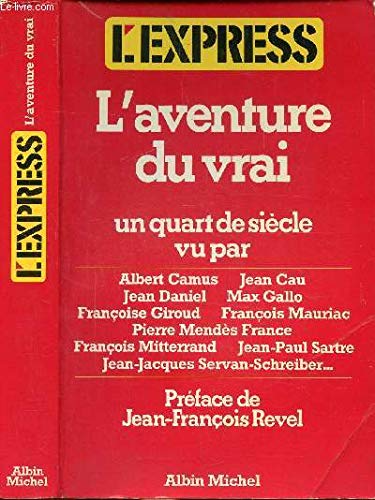 Le-Livre.com
L'aventure du vrai
L'EXPRESS
Albin
Michel
L'EXPRESS
L'aventure
du vrai
un quart de siècle
vu par
Albert Camus Jean Cau
Jean Daniel Max Gallo
Françoise Giroud François Mauriac
Pierre Mendès France
François Mitterrand Jean-Paul Sartre
Jean-Jacques Servan-Schreiber...
Préface de
Jean-François Revel
Albin Michel